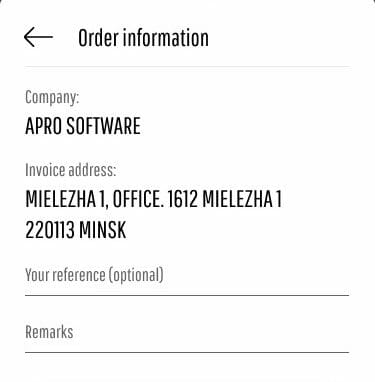 Order information
Company:
APRO SOFTWARE
Invoice address:
MIELEZHA 1, OFFICE. 1612 MIELEZHA 1
220113 MINSK
Your reference (optional)
Remarks